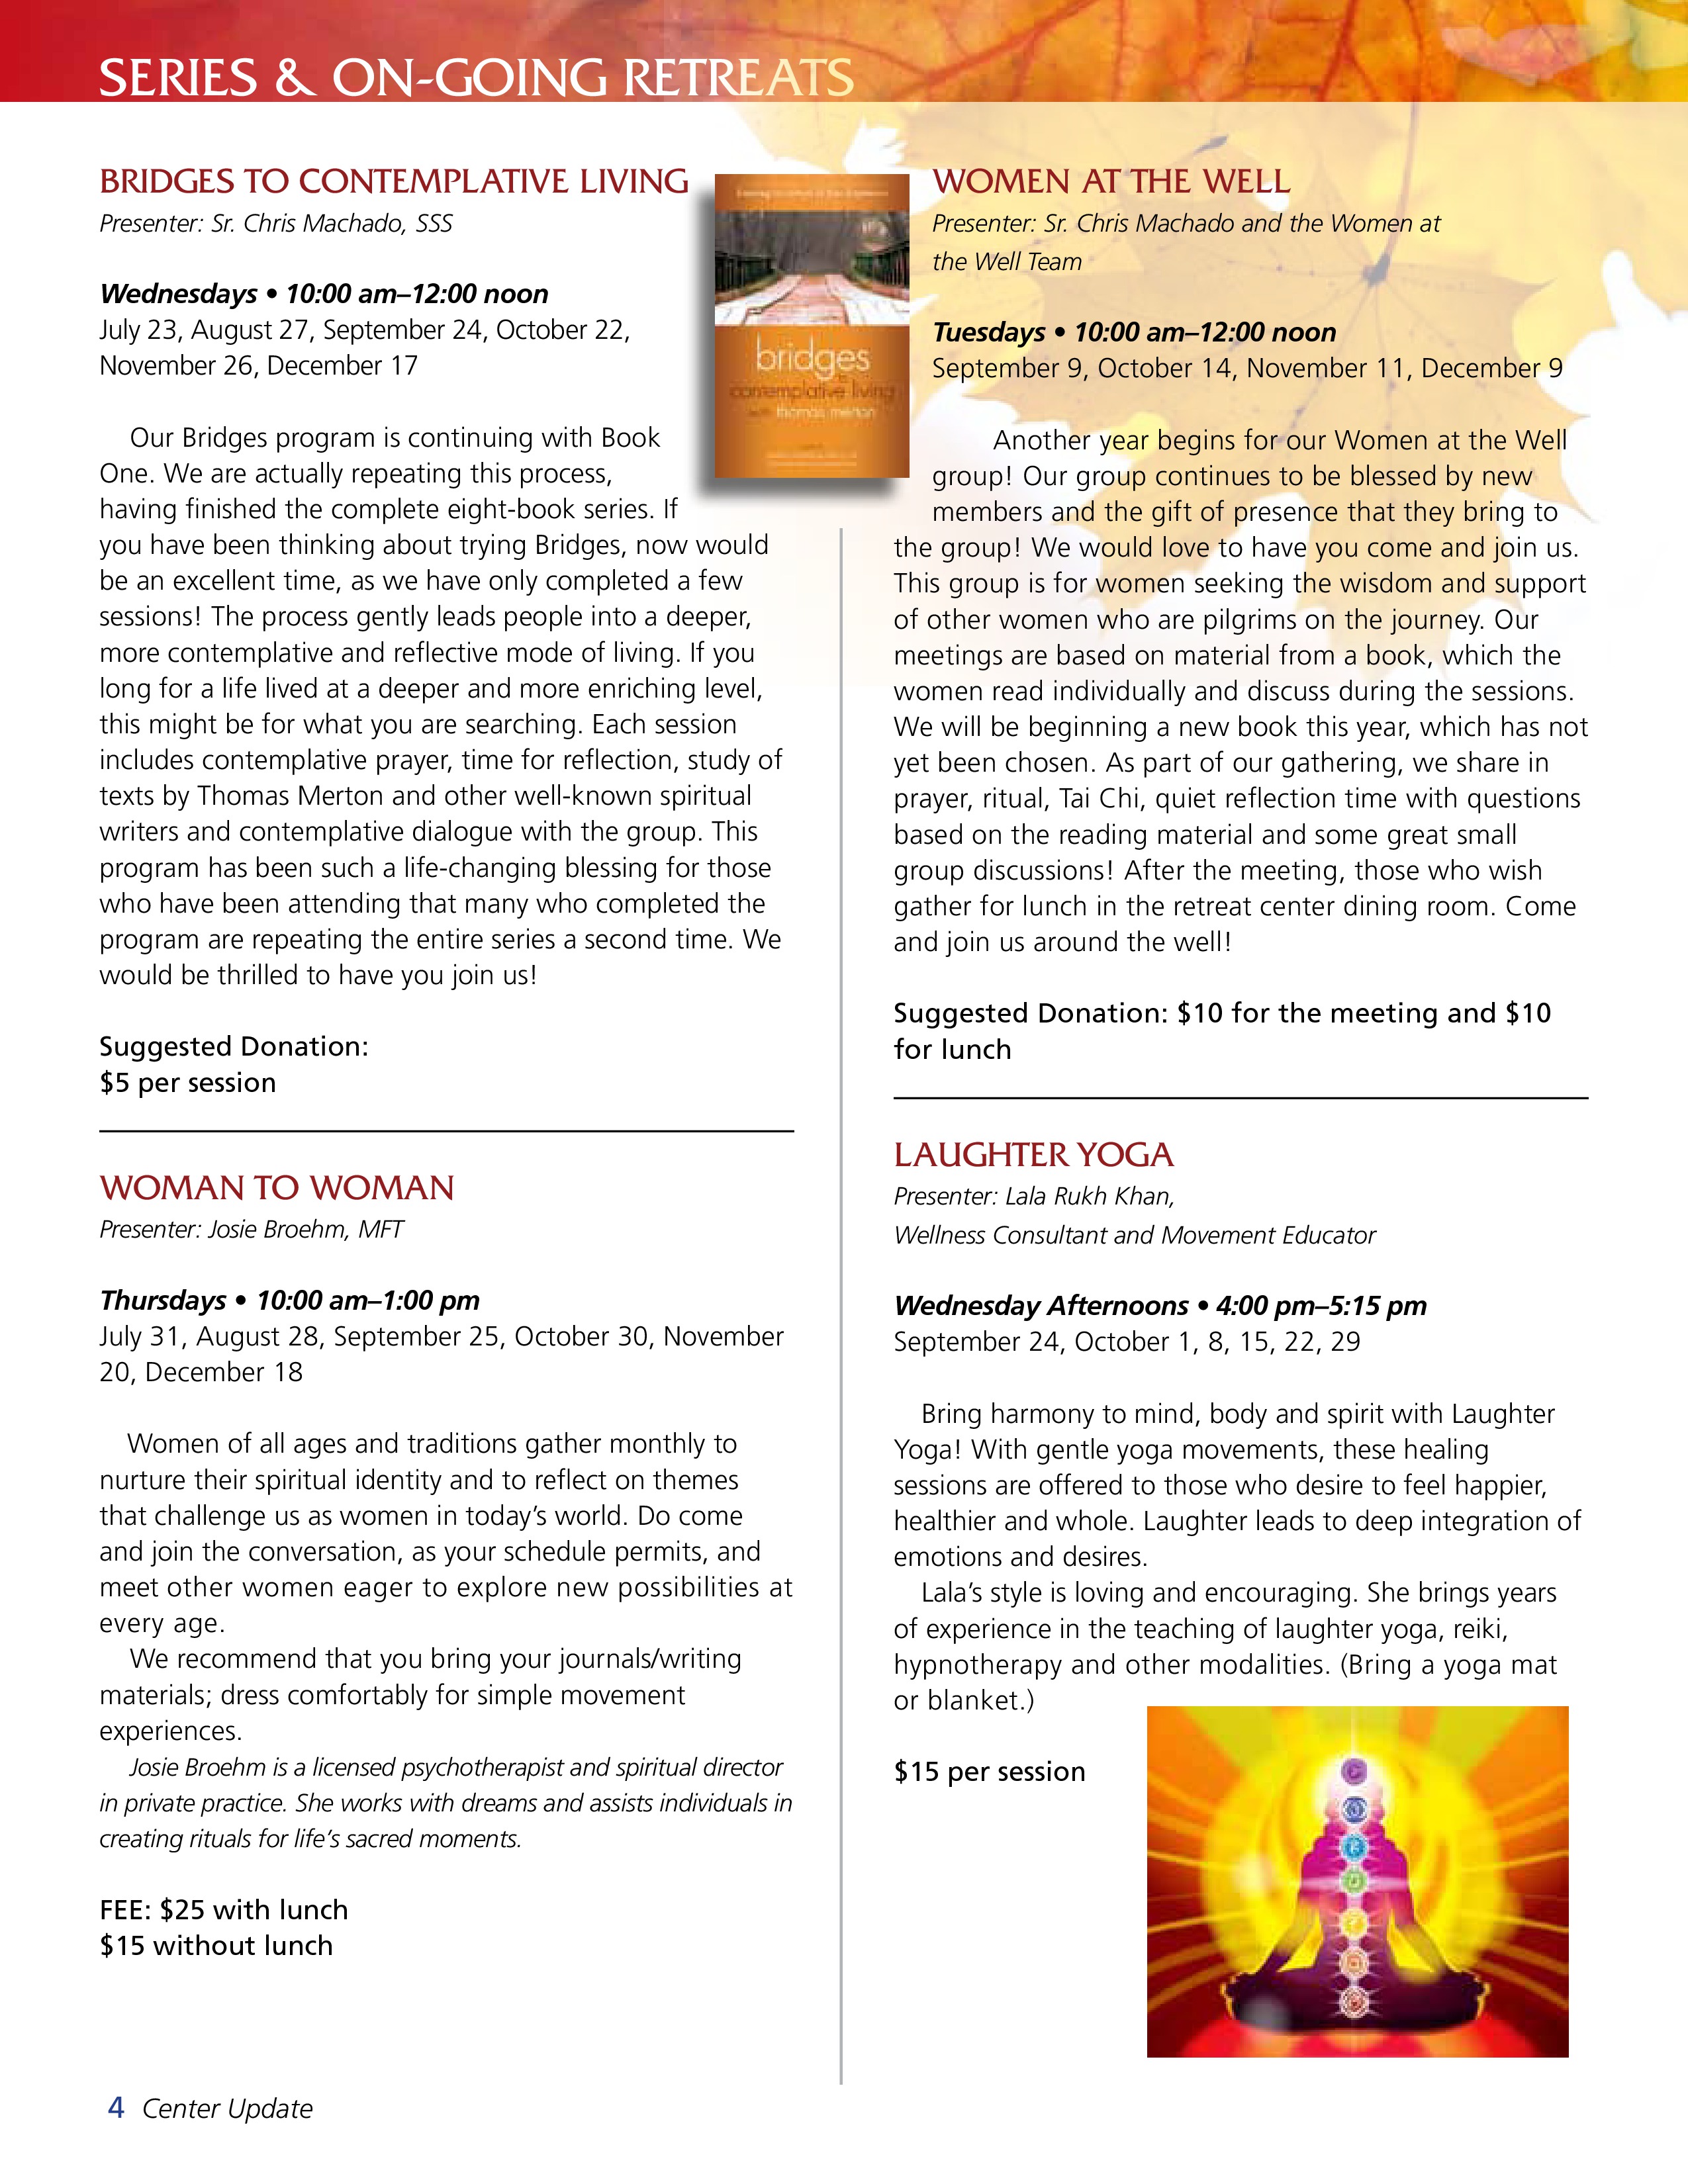 SERIES & ON-GOING RETREATS
BRIDGES TO CONTEMPLATIVE LIVING
Presenter: Sr. Chris Machado, SSS
Wednesdays • 10:00 am–12:00 noon
July 23, August 27, September 24, October 22,
November 26, December 17
Our Bridges program is continuing with Book
One. We are actually repeating this process,
having finished the complete eight-book series. If
you have been thinking about trying Bridges, now would
be an excellent time, as we have only completed a few
sessions! The process gently leads people into a deeper,
more contemplative and reflective mode of living. If you
long for a life lived at a deeper and more enriching level,
this might be for what you are searching. Each session
includes contemplative prayer, time for reflection, study of
texts by Thomas Merton and other well-known spiritual
writers and contemplative dialogue with the group. This
program has been such a life-changing blessing for those
who have been attending that many who completed the
program are repeating the entire series a second time. We
would be thrilled to have you join us!
Suggested Donation:
$5 per session
bridges
contemplative living
thomas merton
WOMAN TO WOMAN
Presenter: Josie Broehm, MFT
Thursdays • 10:00 am–1:00 pm
July 31, August 28, September 25, October 30, November
20, December 18
Women of all ages and traditions gather monthly to
nurture their spiritual identity and to reflect on themes
that challenge us as women in today’s world. Do come
and join the conversation, as your schedule permits, and
meet other women eager to explore new possibilities at
every age.
We recommend that you bring your journals/writing
materials; dress comfortably for simple movement
experiences.
Josie Broehm is a licensed psychotherapist and spiritual director
in private practice. She works with dreams and assists individuals in
creating rituals for life’s sacred moments.
FEE: $25 with lunch
$15 without lunch
WOMEN AT THE WELL
Presenter: Sr. Chris Machado and the Women at
the Well Team
Tuesdays • 10:00 am–12:00 noon
September 9, October 14, November 11, December 9
Another year begins for our Women at the Well
group! Our group continues to be blessed by new
members and the gift of presence that they bring to
the group! We would love to have you come and join us.
This group is for women seeking the wisdom and support
of other women who are pilgrims on the journey. Our
meetings are based on material from a book, which the
women read individually and discuss during the sessions.
We will be beginning a new book this year, which has not
yet been chosen. As part of our gathering, we share in
prayer, ritual, Tai Chi, quiet reflection time with questions
based on the reading material and some great small
group discussions! After the meeting, those who wish
gather for lunch in the retreat center dining room. Come
and join us around the well!
Suggested Donation: $10 for the meeting and $10
for lunch
LAUGHTER YOGA
Presenter: Lala Rukh Khan,
Wellness Consultant and Movement Educator
Wednesday Afternoons • 4:00 pm–5:15 pm
September 24, October 1, 8, 15, 22, 29
Bring harmony to mind, body and spirit with Laughter
Yoga! With gentle yoga movements, these healing
sessions are offered to those who desire to feel happier,
healthier and whole. Laughter leads to deep integration of
emotions and desires.
Lala’s style is loving and encouraging. She brings years
of experience in the teaching of laughter yoga, reiki,
hypnotherapy and other modalities. (Bring a yoga mat
or blanket.)
$15 per session
4 Center Update